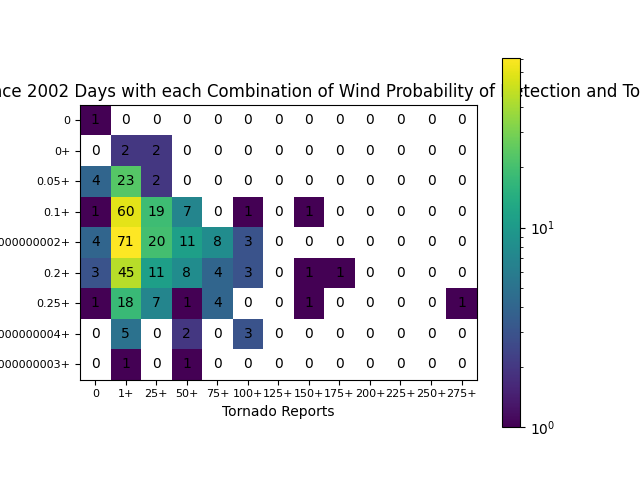 nce 2002 Days with each Combination of Wind Probability of Detection and To
0 1 0 0 0 0 0 0 0 0 0 0 0 0
0+ 0 2 2 0 0 0 0 0 0 0 0 0 0
0.05+ 4 23 2 0 0 0 0 0 0 0 0 0 0
0.1+ 1 60 19 7 0 1 0 1 0 0 0 0 0
000000002+ 4 71 20 11 8 3 0 0 0 0 0 0 0
0.2+ 3 45 11 8 4 3 0 1 1 0 0 0 0
0.25+ 1 18 7 1 4 0 0 1 0 0 0 0 1
000000004+ 0 5 0 2 0 3 0 0 0 0 0 0 0
000000003+ 0 1 0 1 0 0 0 0 0 0 0 0 0
0 1+ 25+ 50+ 75+ 100+ 125+ 150+ 175+ 200+ 225+ 250+ 275+
Tornado Reports
10¹
10⁰